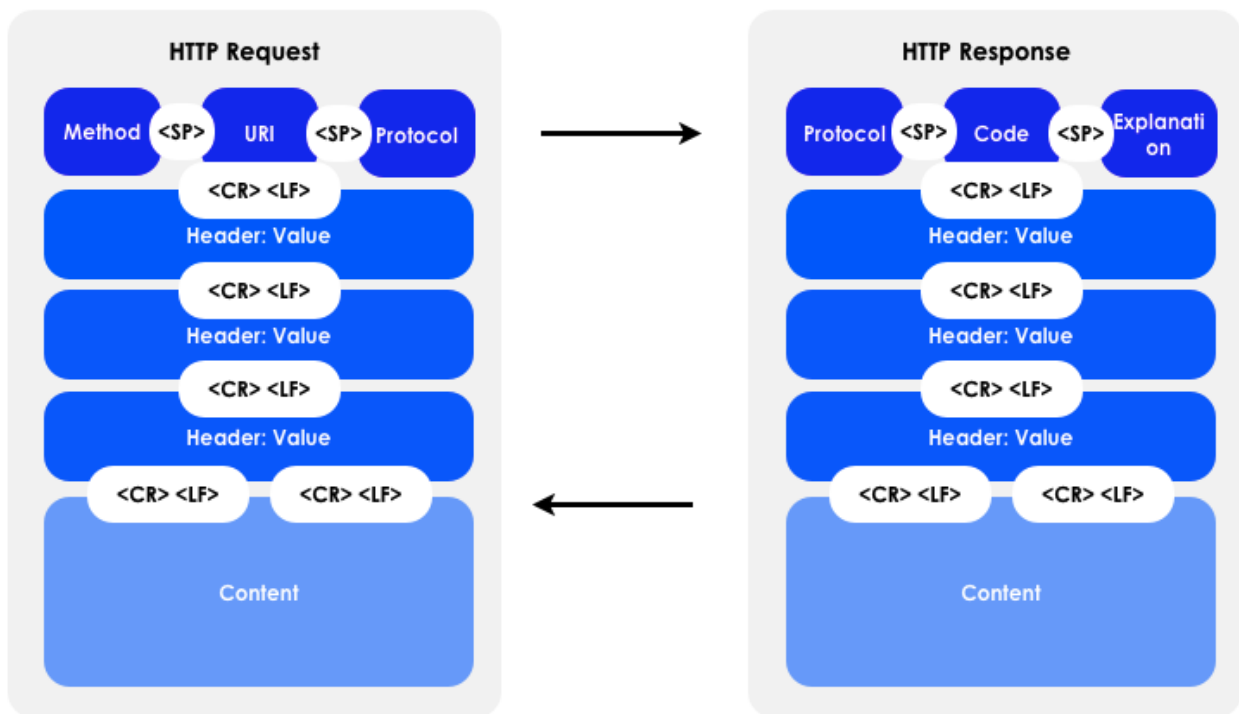 HTTP Request
Method <SP> URI <SP> Protocol
<CR> <LF>
Header: Value
<CR> <LF>
Header: Value
<CR> <LF>
Header: Value
<CR> <LF> <CR> <LF>
Content
HTTP Response
Protocol <SP> Code <SP> Explanati
on
<CR> <LF>
Header: Value
<CR> <LF>
Header: Value
<CR> <LF>
Header: Value
<CR> <LF> <CR> <LF>
Content